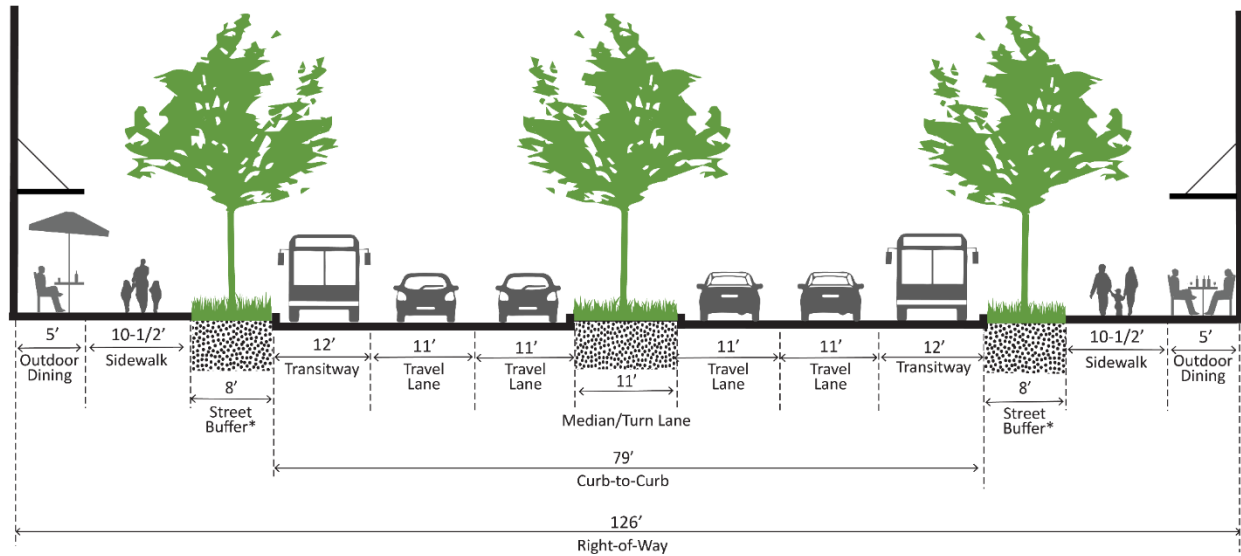 5’
Outdoor
Dining
10-1/2’
Sidewalk
8’
Street
Buffer*
12’
Transitway
11’
Travel
Lane
11’
Travel
Lane
11’
Median/Turn Lane
11’
Travel
Lane
11’
Travel
Lane
12’
Transitway
8’
Street
Buffer*
10-1/2’
Sidewalk
5’
Outdoor
Dining
79’
Curb-to-Curb
126’
Right-of-Way